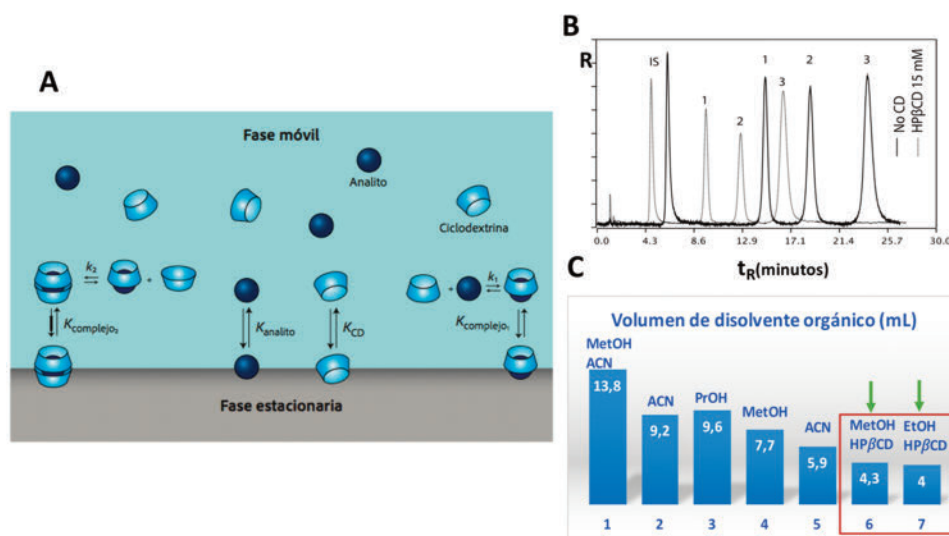 A
Fase móvil
Analito
Ciclodextrina
k₂
+
+
k₁
Kcomplejo₂
Kanalito
KCD
Kcomplejo₁
Fase estacionaria
B
R
IS
1
2
1
3
2
3
No CD
HPβCD 15 mM
0.0 4.3 8.6 12.9 17.1 21.4 25.7 30.0
tR(minutos)
C
Volumen de disolvente orgánico (mL)
MetOH
ACN
13,8
ACN
9,2
PrOH
9,6
MetOH
7,7
ACN
5,9
MetOH
HPβCD
4,3
EtOH
HPβCD
4
1 2 3 4 5 6 7